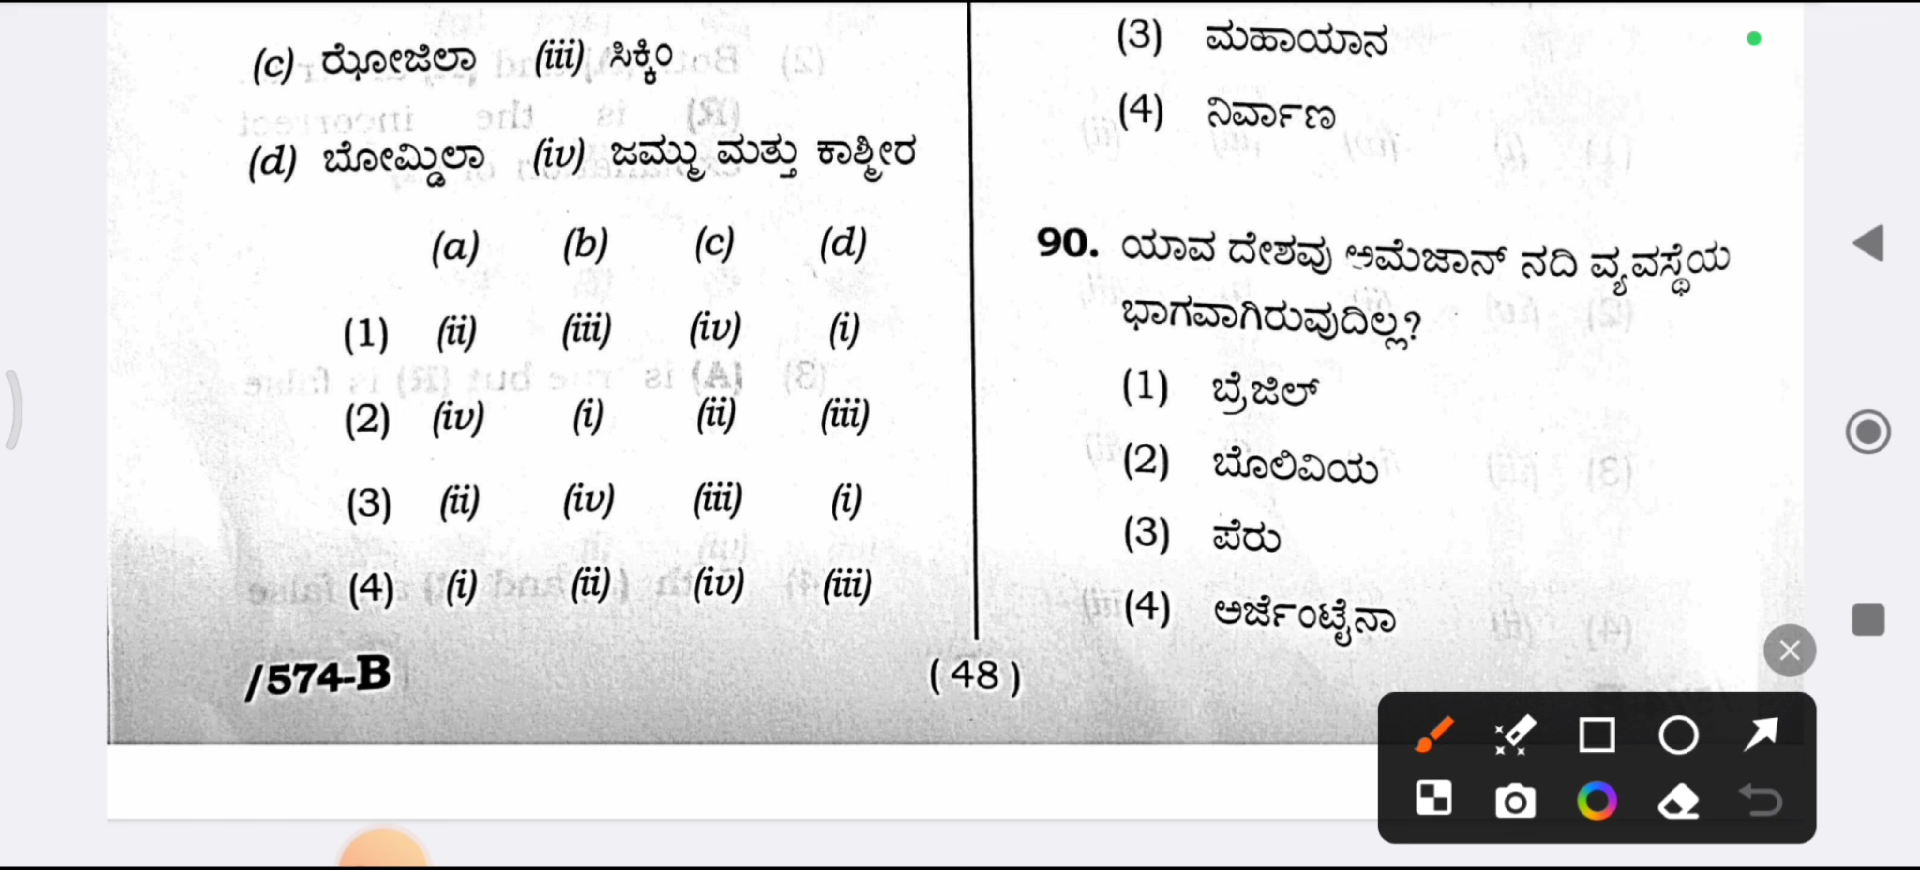 (c) ಝೋಜಿಲಾ (iii) ಸಿಕ್ಕಿಂ
(d) ಬೋಮ್ಡಿಲಾ (iv) ಜಮ್ಮು ಮತ್ತು ಕಾಶ್ಮೀರ
(a) (b) (c) (d)
(1) (ii) (iii) (iv) (i)
(2) (iv) (i) (ii) (iii)
(3) (ii) (iv) (iii) (i)
(4) (i) (ii) (iv) (iii)
/574-B
(3) ಮಹಾಯಾನ
(4) ನಿರ್ವಾಣ
90. ಯಾವ ದೇಶವು ಅಮೆಜಾನ್ ನದಿ ವ್ಯವಸ್ಥೆಯ
ಭಾಗವಾಗಿರುವುದಿಲ್ಲ?
(1) ಬ್ರೆಜಿಲ್
(2) ಬೊಲಿವಿಯ
(3) ಪೆರು
(4) ಅರ್ಜೆಂಟೈನಾ
( 48 )